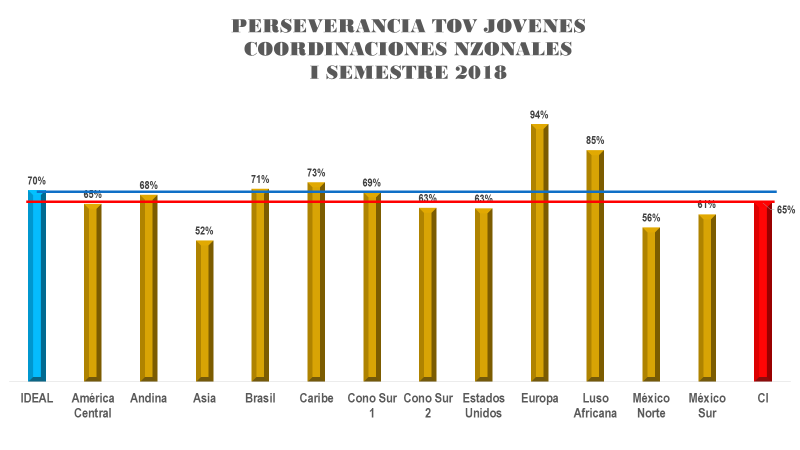 PERSEVERANCIA TOV JOVENES
COORDINACIONES NZONALES
I SEMESTRE 2018
94%
85%
70%
65%
68%
52%
71%
73%
69%
63%
63%
56%
61%
65%
IDEAL
América
Central
Andina
Asia
Brasil
Caribe
Cono Sur
1
Cono Sur
2
Estados
Unidos
Europa
Luso
Africana
México
Norte
México
Sur
CI